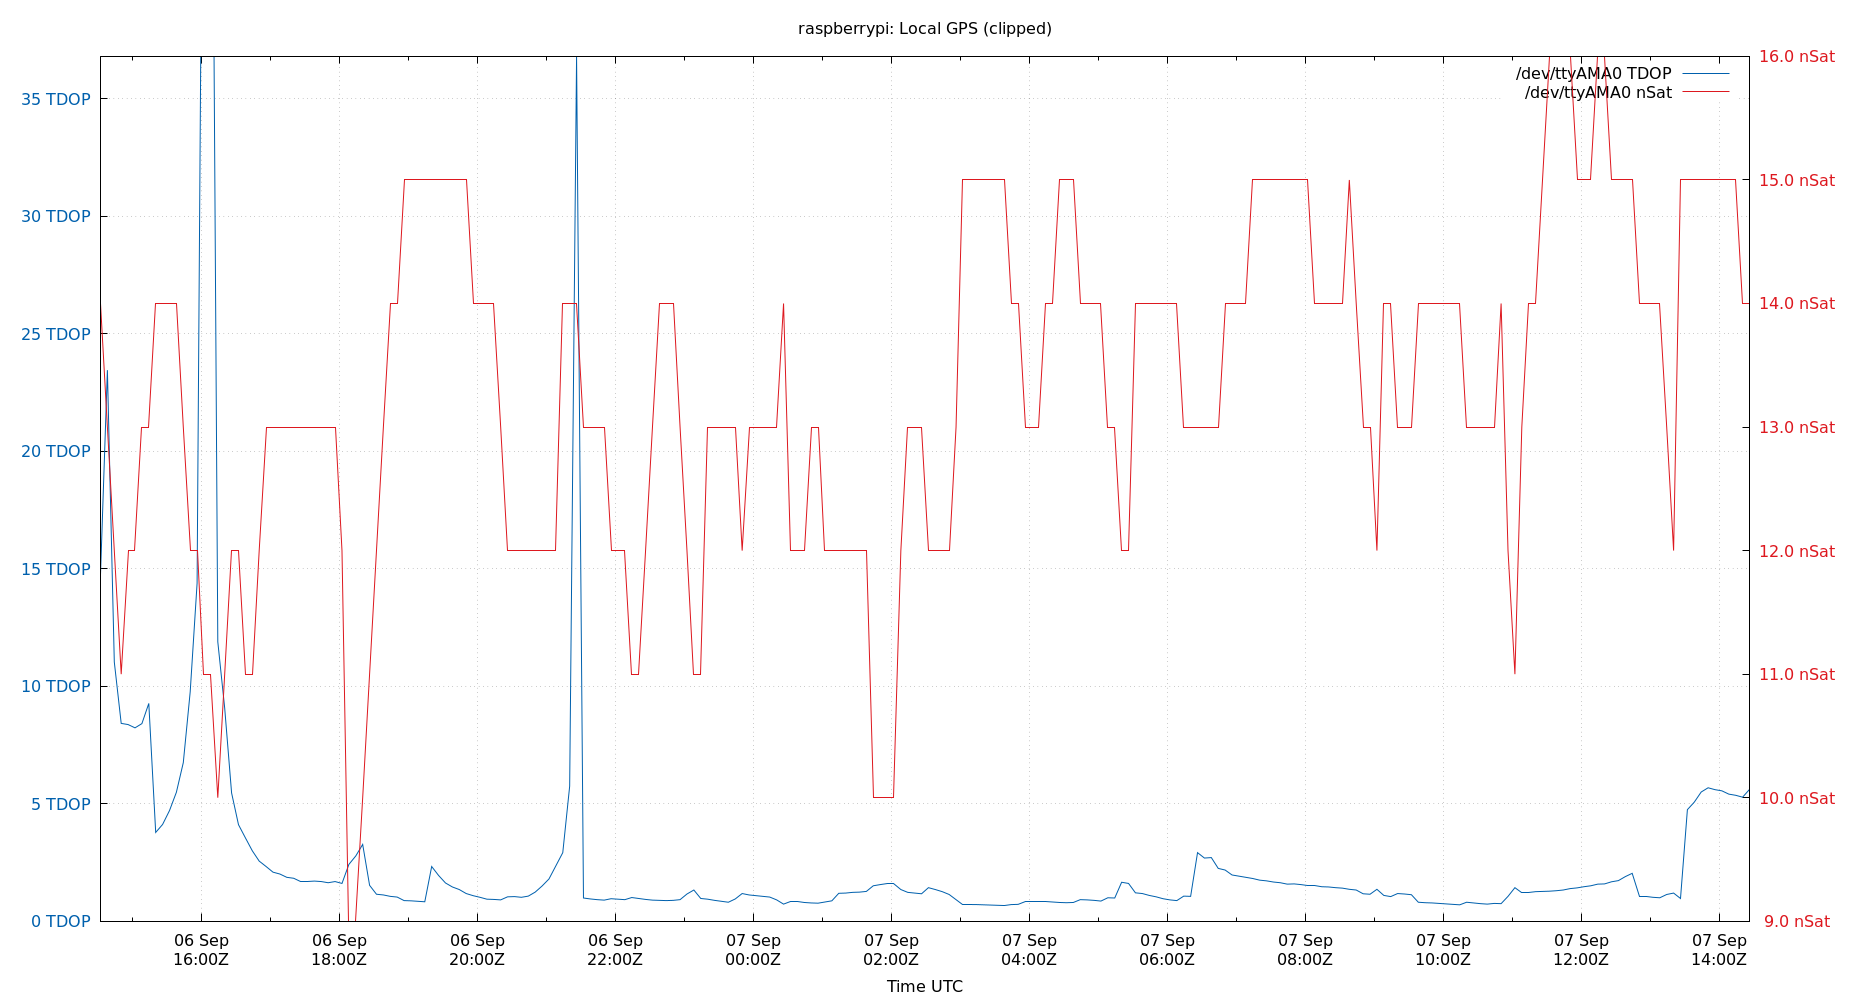 raspberrypi: Local GPS (clipped)
/dev/ttyAMA0 TDOP
/dev/ttyAMA0 nSat
35 TDOP
30 TDOP
25 TDOP
20 TDOP
15 TDOP
10 TDOP
5 TDOP
0 TDOP
16.0 nSat
15.0 nSat
14.0 nSat
13.0 nSat
12.0 nSat
11.0 nSat
10.0 nSat
9.0 nSat
06 Sep
16:00Z
06 Sep
18:00Z
06 Sep
20:00Z
06 Sep
22:00Z
07 Sep
00:00Z
07 Sep
02:00Z
07 Sep
04:00Z
07 Sep
06:00Z
07 Sep
08:00Z
07 Sep
10:00Z
07 Sep
12:00Z
07 Sep
14:00Z
Time UTC